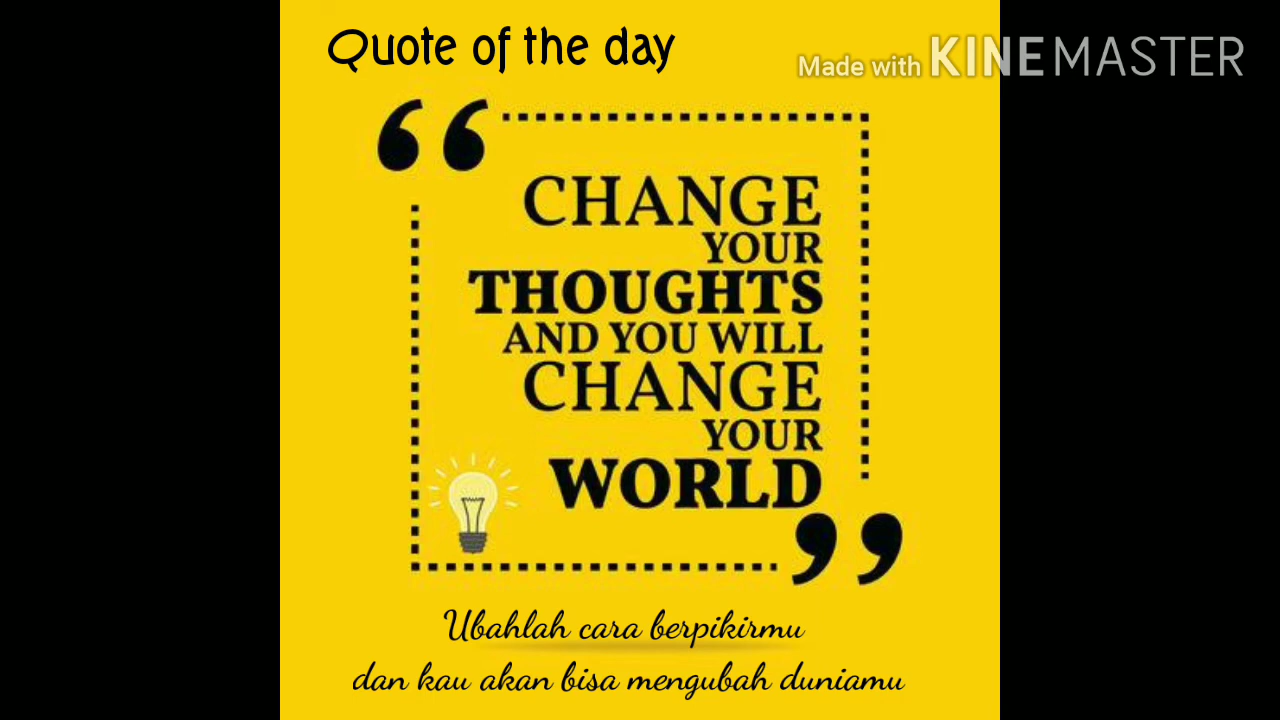 Quote of the day
Made with KINEMASTER
“
CHANGE
YOUR
THOUGHTS
AND YOU WILL
CHANGE
YOUR
WORLD
”
Ubahlah cara berpikirmu
dan kau akan bisa mengubah duniamu